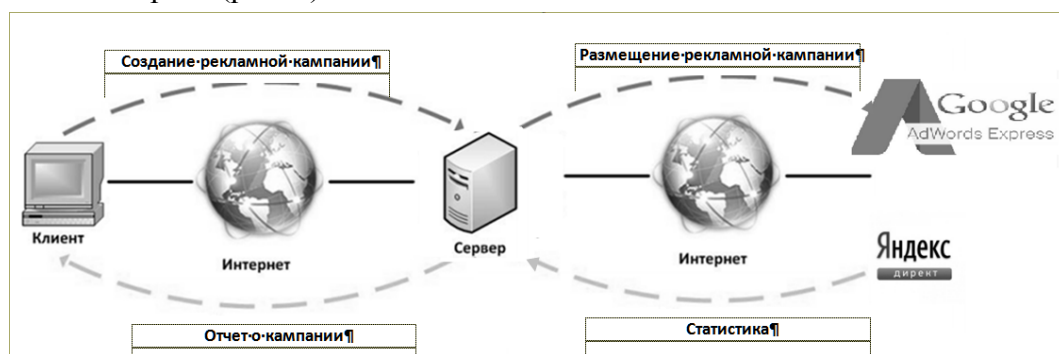 Создание·рекламной·кампании¶
Размещение·рекламной·кампании¶
Google
AdWords Express
Клиент
Интернет
Сервер
Интернет
Яндекс
директ
Отчет·о·кампании¶
Статистика¶